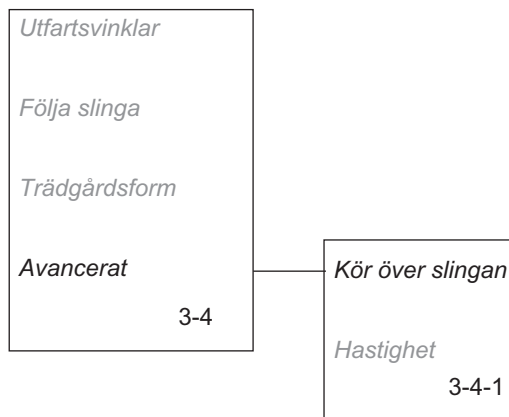 Utfartsvinklar
Följa slinga
Trädgårdsform
Avancerat
3-4
Kör över slingan
Hastighet
3-4-1